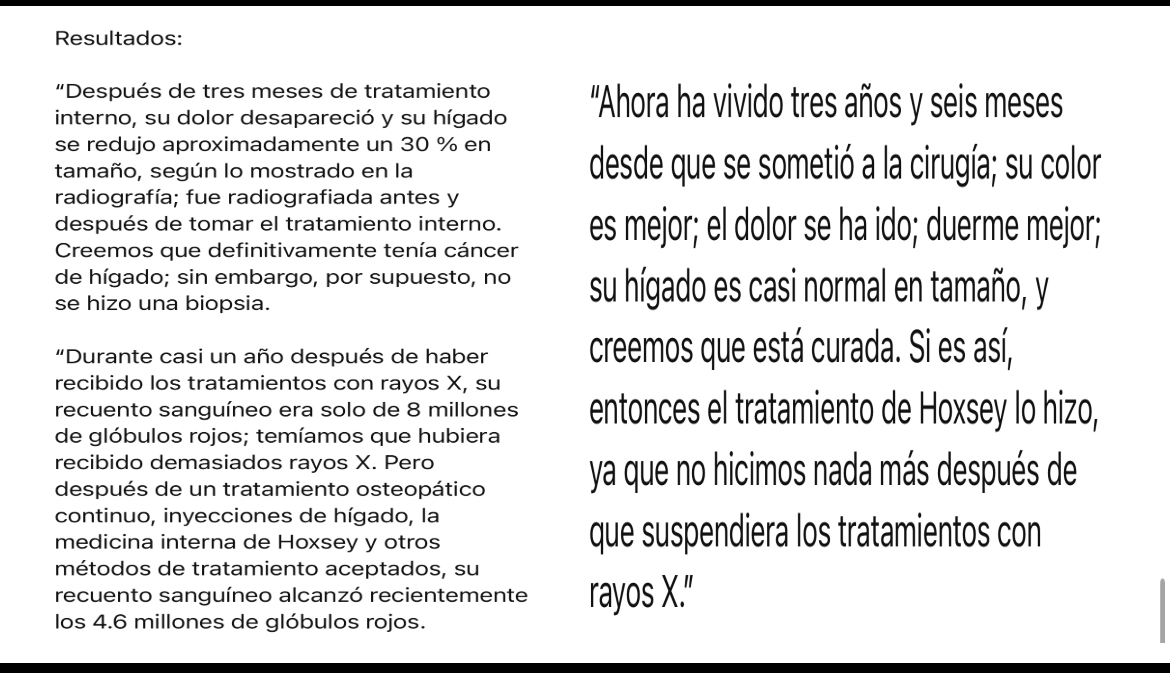 Resultados:
“Después de tres meses de tratamiento
interno, su dolor desapareció y su hígado
se redujo aproximadamente un 30 % en
tamaño, según lo mostrado en la
radiografía; fue radiografiada antes y
después de tomar el tratamiento interno.
Creemos que definitivamente tenía cáncer
de hígado; sin embargo, por supuesto, no
se hizo una biopsia.
“Durante casi un año después de haber
recibido los tratamientos con rayos X, su
recuento sanguíneo era solo de 8 millones
de glóbulos rojos; temíamos que hubiera
recibido demasiados rayos X. Pero
después de un tratamiento osteopático
continuo, inyecciones de hígado, la
medicina interna de Hoxsey y otros
métodos de tratamiento aceptados, su
recuento sanguíneo alcanzó recientemente
los 4.6 millones de glóbulos rojos.
“Ahora ha vivido tres años y seis meses
desde que se sometió a la cirugía; su color
es mejor; el dolor se ha ido; duerme mejor;
su hígado es casi normal en tamaño, y
creemos que está curada. Si es así,
entonces el tratamiento de Hoxsey lo hizo,
ya que no hicimos nada más después de
que suspendiera los tratamientos con
rayos X.”